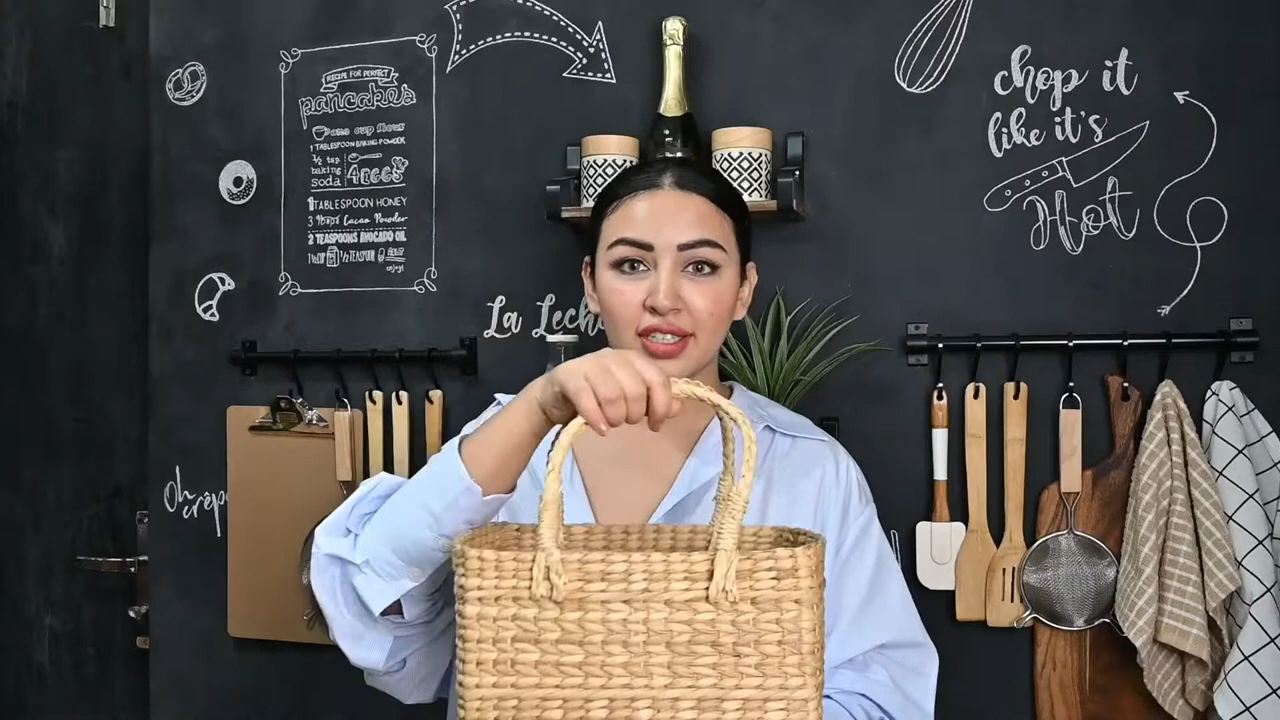 RECIPE FOR PERFECT
pancakes
one cup flour
1 TABLESPOON BAKING POWDER
½ tsp
baking
soda
4 EGGS
1 TABLESPOON HONEY
3 tbsps Cacao Powder
2 TEASPOONS AVOCADO OIL
½ TEASPOON
enjoy!
chop it
like it's
Hot
La Leche
Oh
crêp